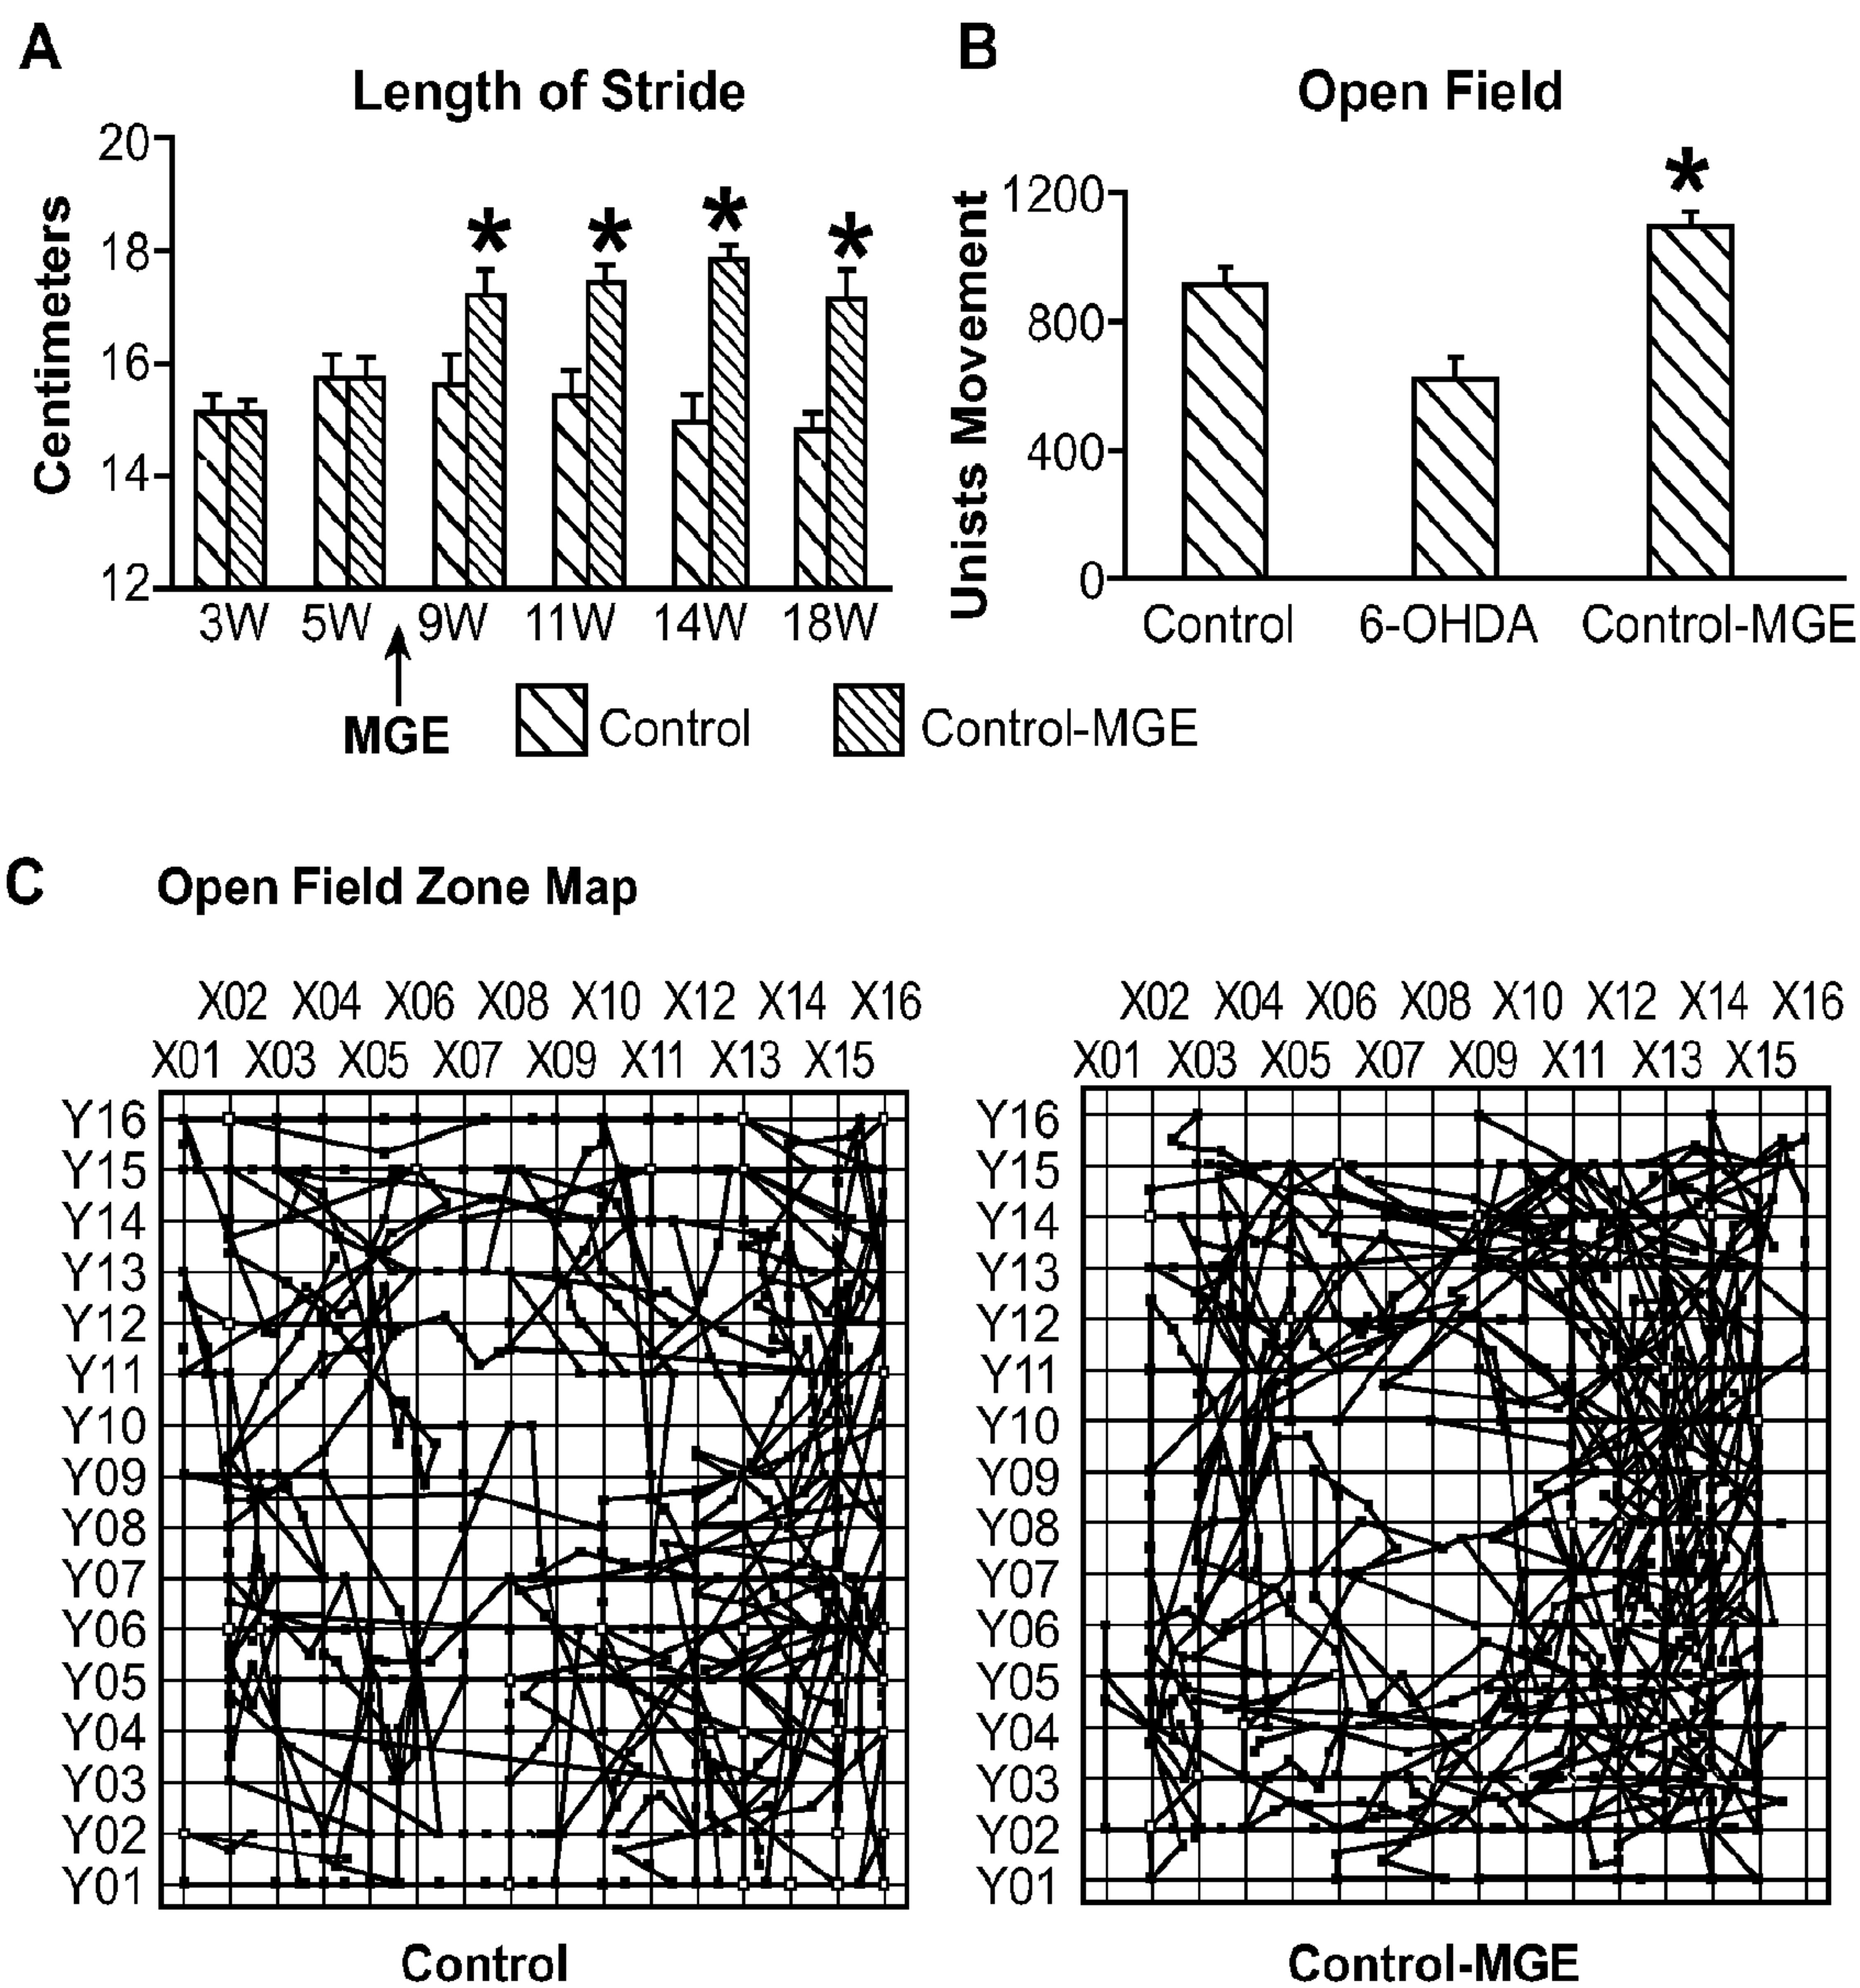 A
Length of Stride
Centimeters
20
18
16
14
12
* * * *
3W 5W 9W 11W 14W 18W
MGE
Control Control-MGE
B
Open Field
Unists Movement
1200
800
400
0
*
Control 6-OHDA Control-MGE
C Open Field Zone Map
X02 X04 X06 X08 X10 X12 X14 X16
X01 X03 X05 X07 X09 X11 X13 X15
Y16
Y15
Y14
Y13
Y12
Y11
Y10
Y09
Y08
Y07
Y06
Y05
Y04
Y03
Y02
Y01
Control
X02 X04 X06 X08 X10 X12 X14 X16
X01 X03 X05 X07 X09 X11 X13 X15
Y16
Y15
Y14
Y13
Y12
Y11
Y10
Y09
Y08
Y07
Y06
Y05
Y04
Y03
Y02
Y01
Control-MGE